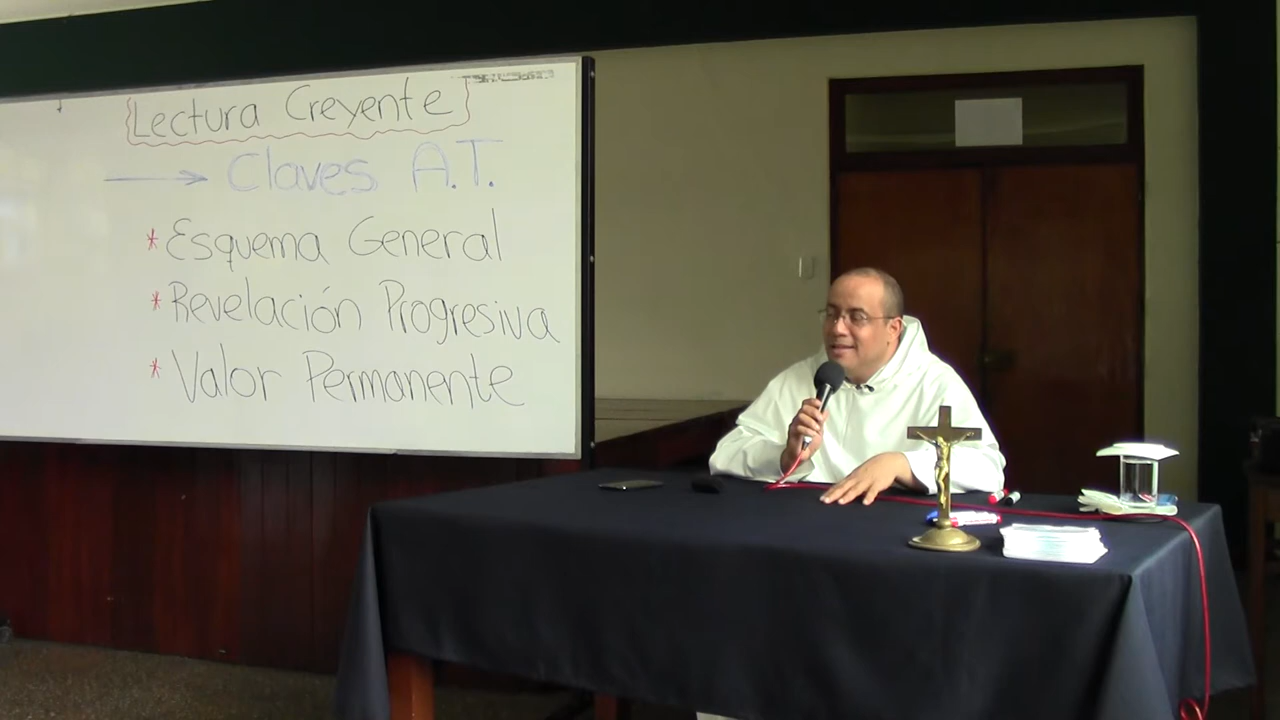 Lectura Creyente
Claves A.T.
* Esquema General
* Revelación Progresiva
* Valor Permanente